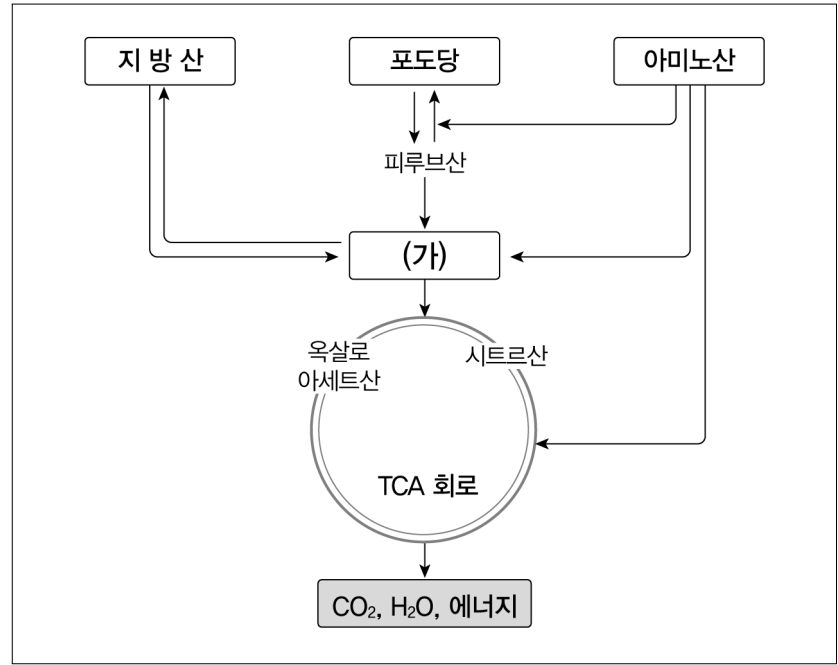 지 방 산
포도당
아미노산
피루브산
(가)
옥살로
아세트산
시트르산
TCA 회로
CO₂, H₂O, 에너지